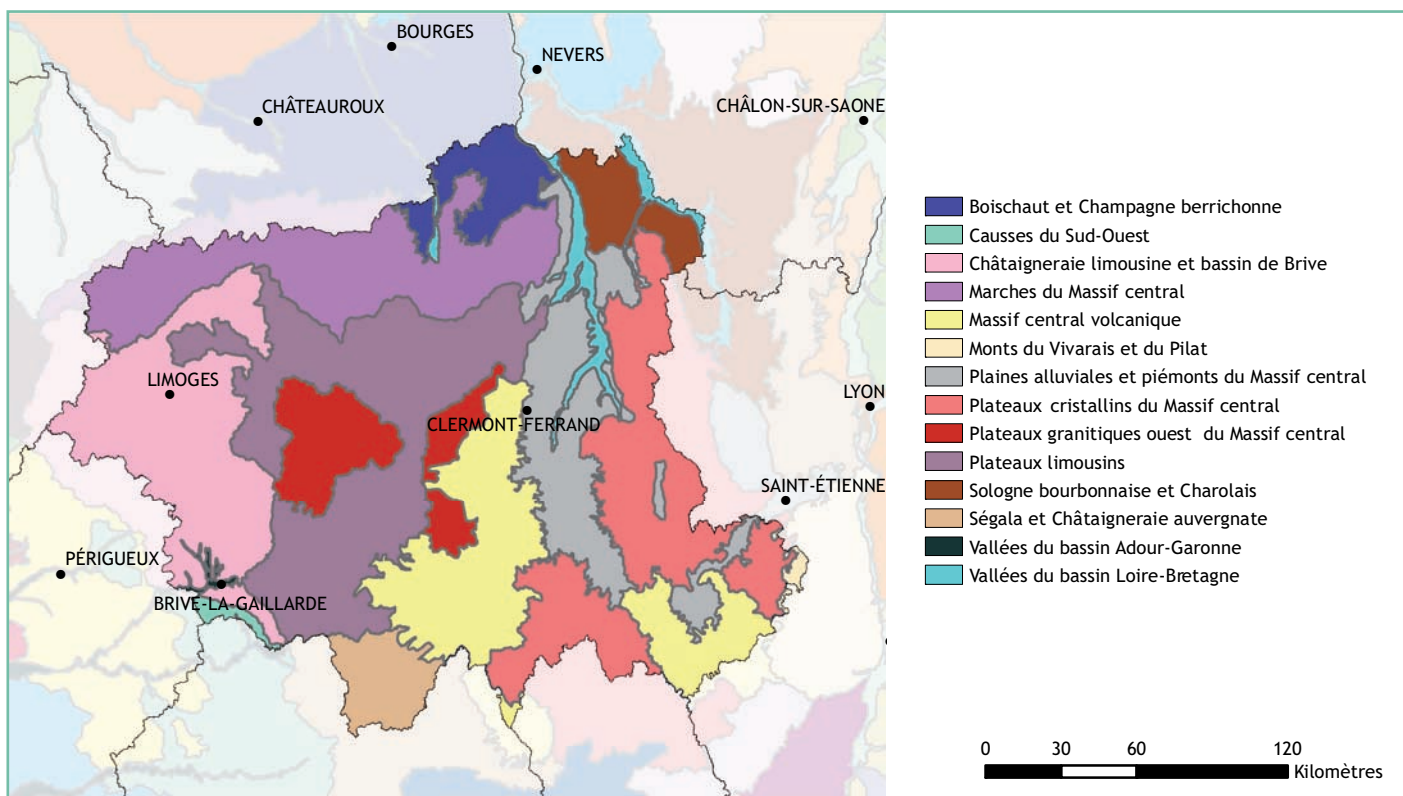 BOURGES
NEVERS
CHÂTEAUROUX
CHÂLON-SUR-SAONE
LIMOGES
CLERMONT-FERRAND
LYON
SAINT-ÉTIENNE
PÉRIGUEUX
BRIVE-LA-GAILLARDE
Boischaut et Champagne berrichonne
Causses du Sud-Ouest
Châtaigneraie limousine et bassin de Brive
Marches du Massif central
Massif central volcanique
Monts du Vivarais et du Pilat
Plaines alluviales et piémonts du Massif central
Plateaux cristallins du Massif central
Plateaux granitiques ouest du Massif central
Plateaux limousins
Sologne bourbonnaise et Charolais
Ségala et Châtaigneraie auvergnate
Vallées du bassin Adour-Garonne
Vallées du bassin Loire-Bretagne
0 30 60 120
Kilomètres